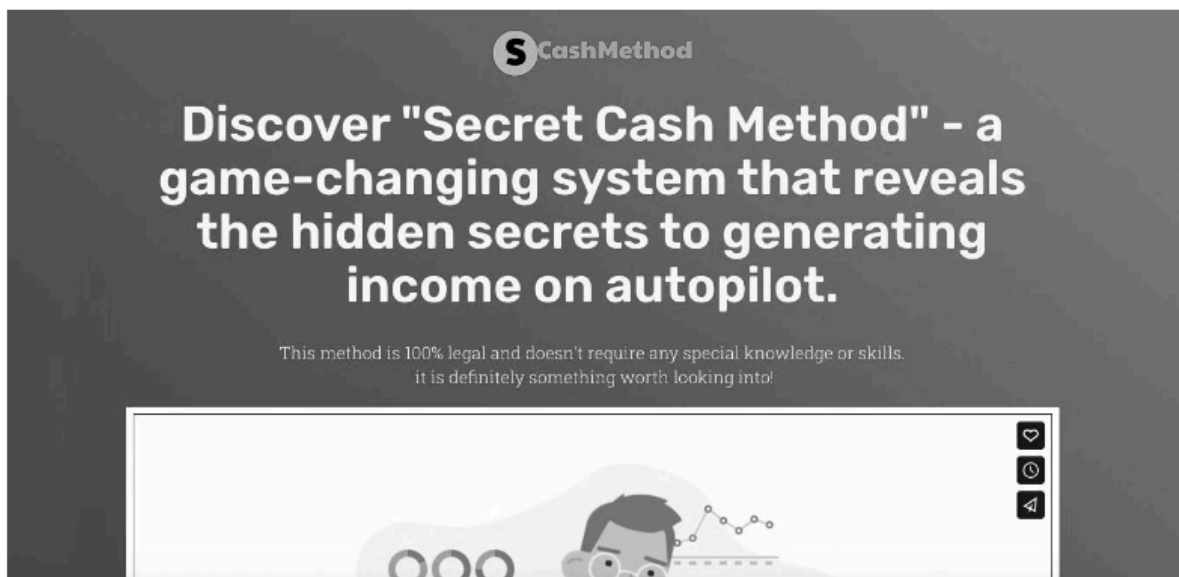 S CashMethod
Discover "Secret Cash Method" - a
game-changing system that reveals
the hidden secrets to generating
income on autopilot.
This method is 100% legal and doesn't require any special knowledge or skills.
it is definitely something worth looking into!